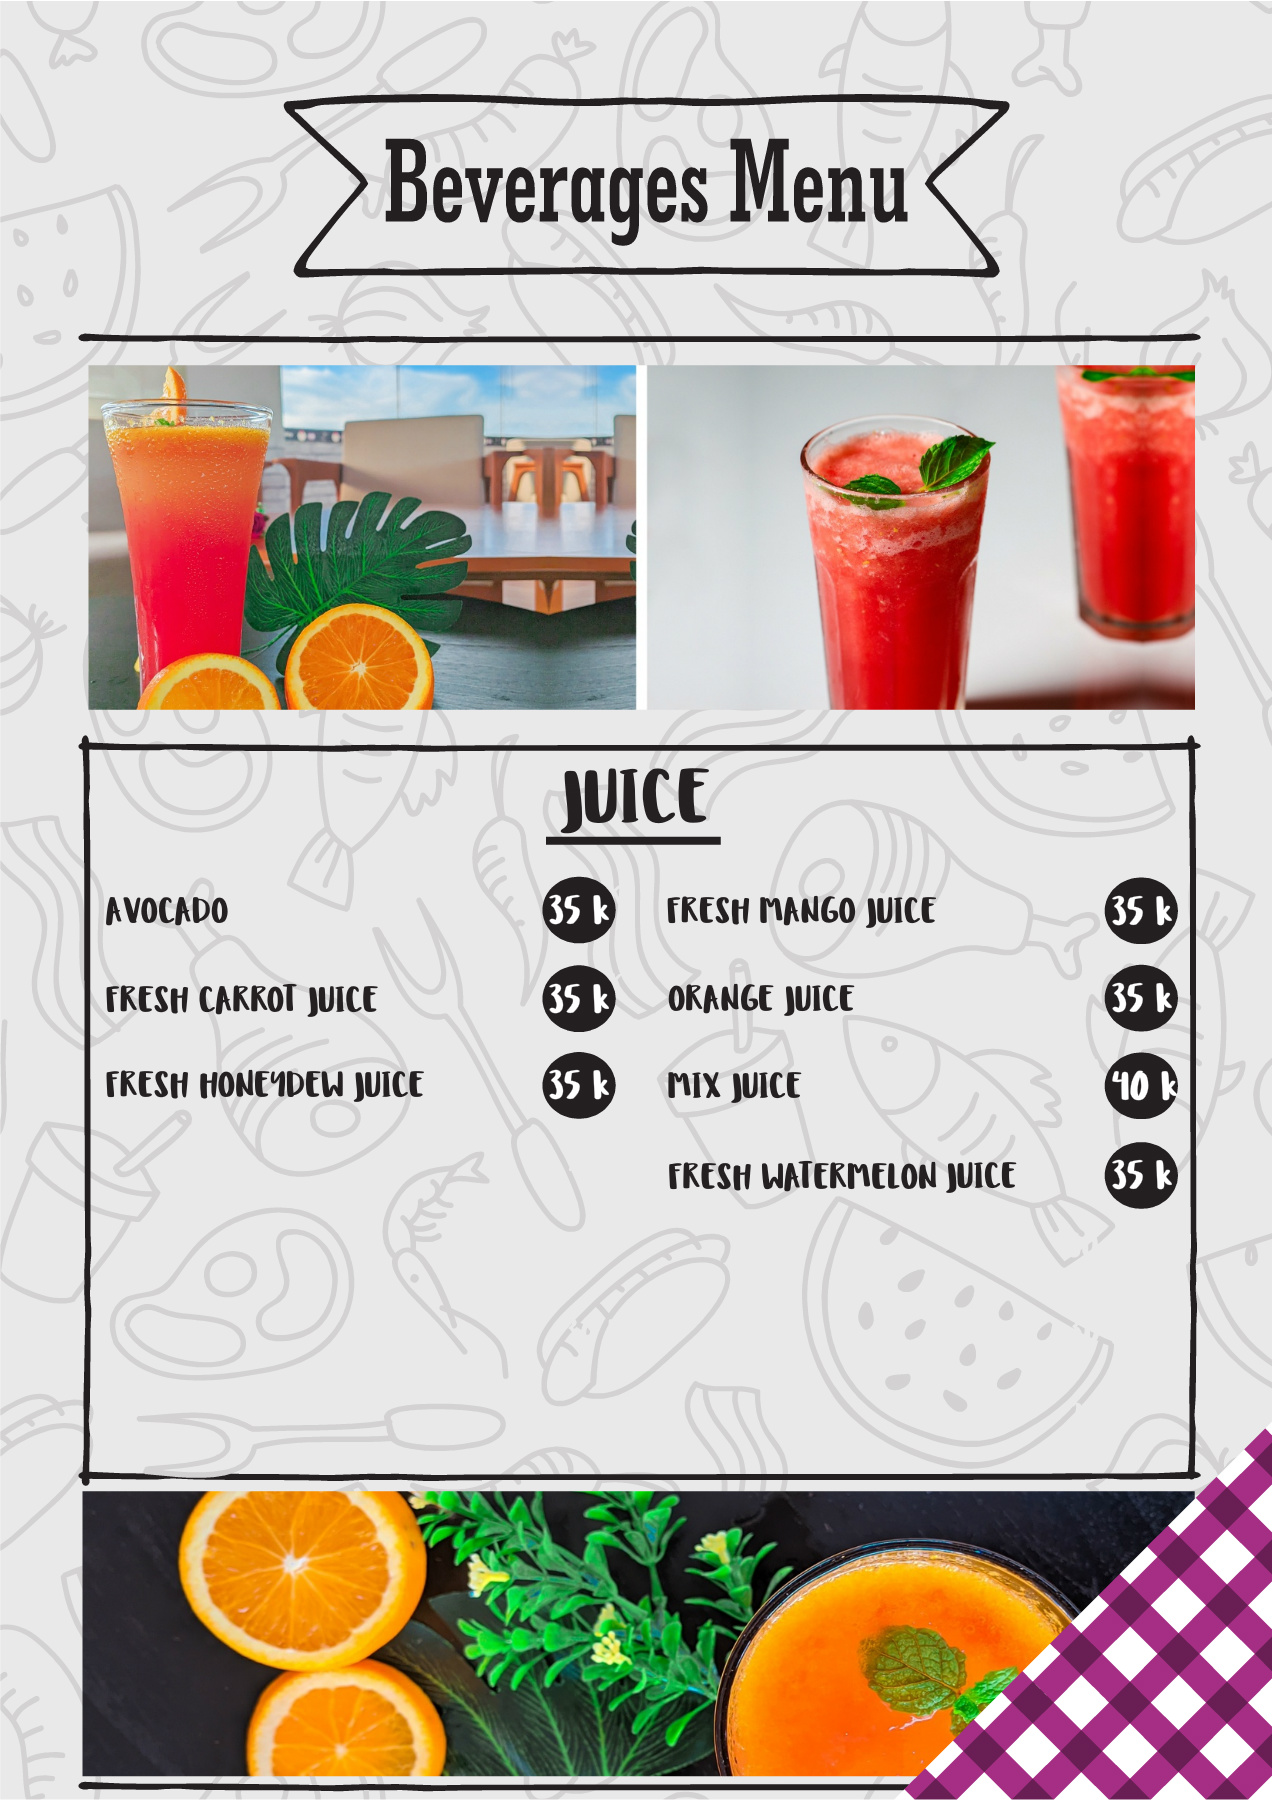 Beverages Menu
JUICE
AVOCADO 35 k
FRESH CARROT JUICE 35 k
FRESH HONEYDEW JUICE 35 k
FRESH MANGO JUICE 35 k
ORANGE JUICE 35 k
MIX JUICE 40 k
FRESH WATERMELON JUICE 35 k